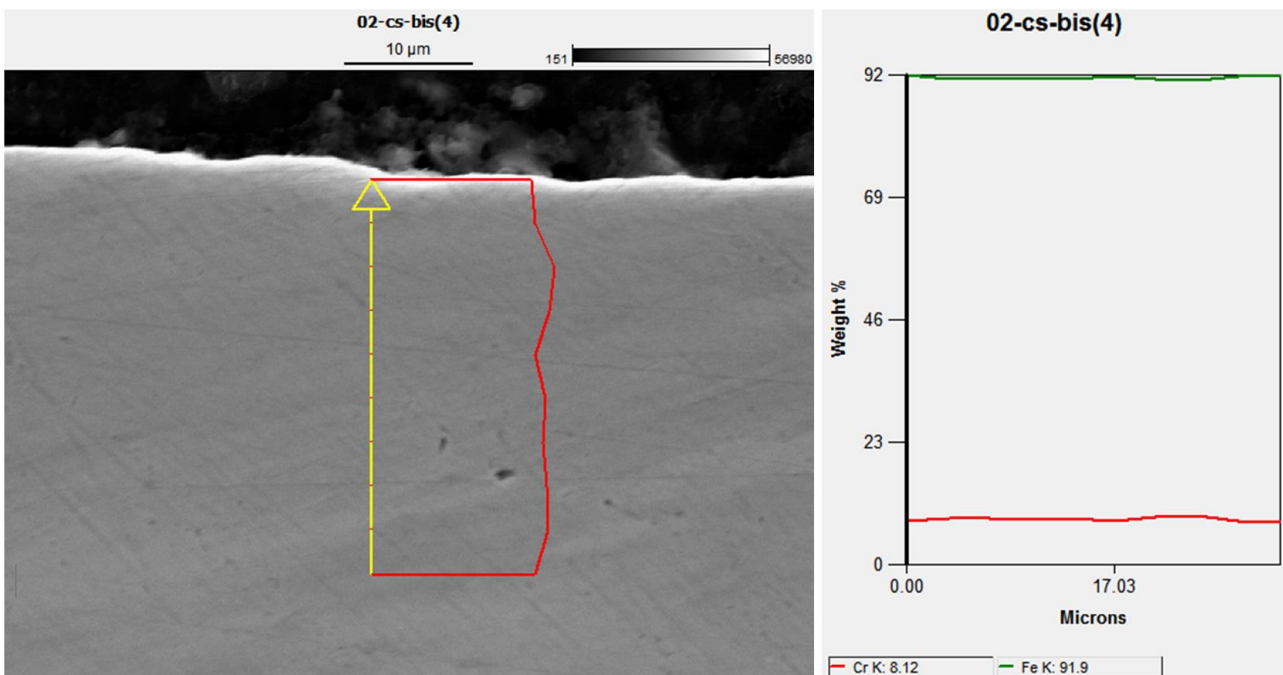 02-cs-bis(4)
10 µm
151
56980
02-cs-bis(4)
92
69
46
23
0
Weight %
0.00
17.03
Microns
Cr K: 8.12
Fe K: 91.9